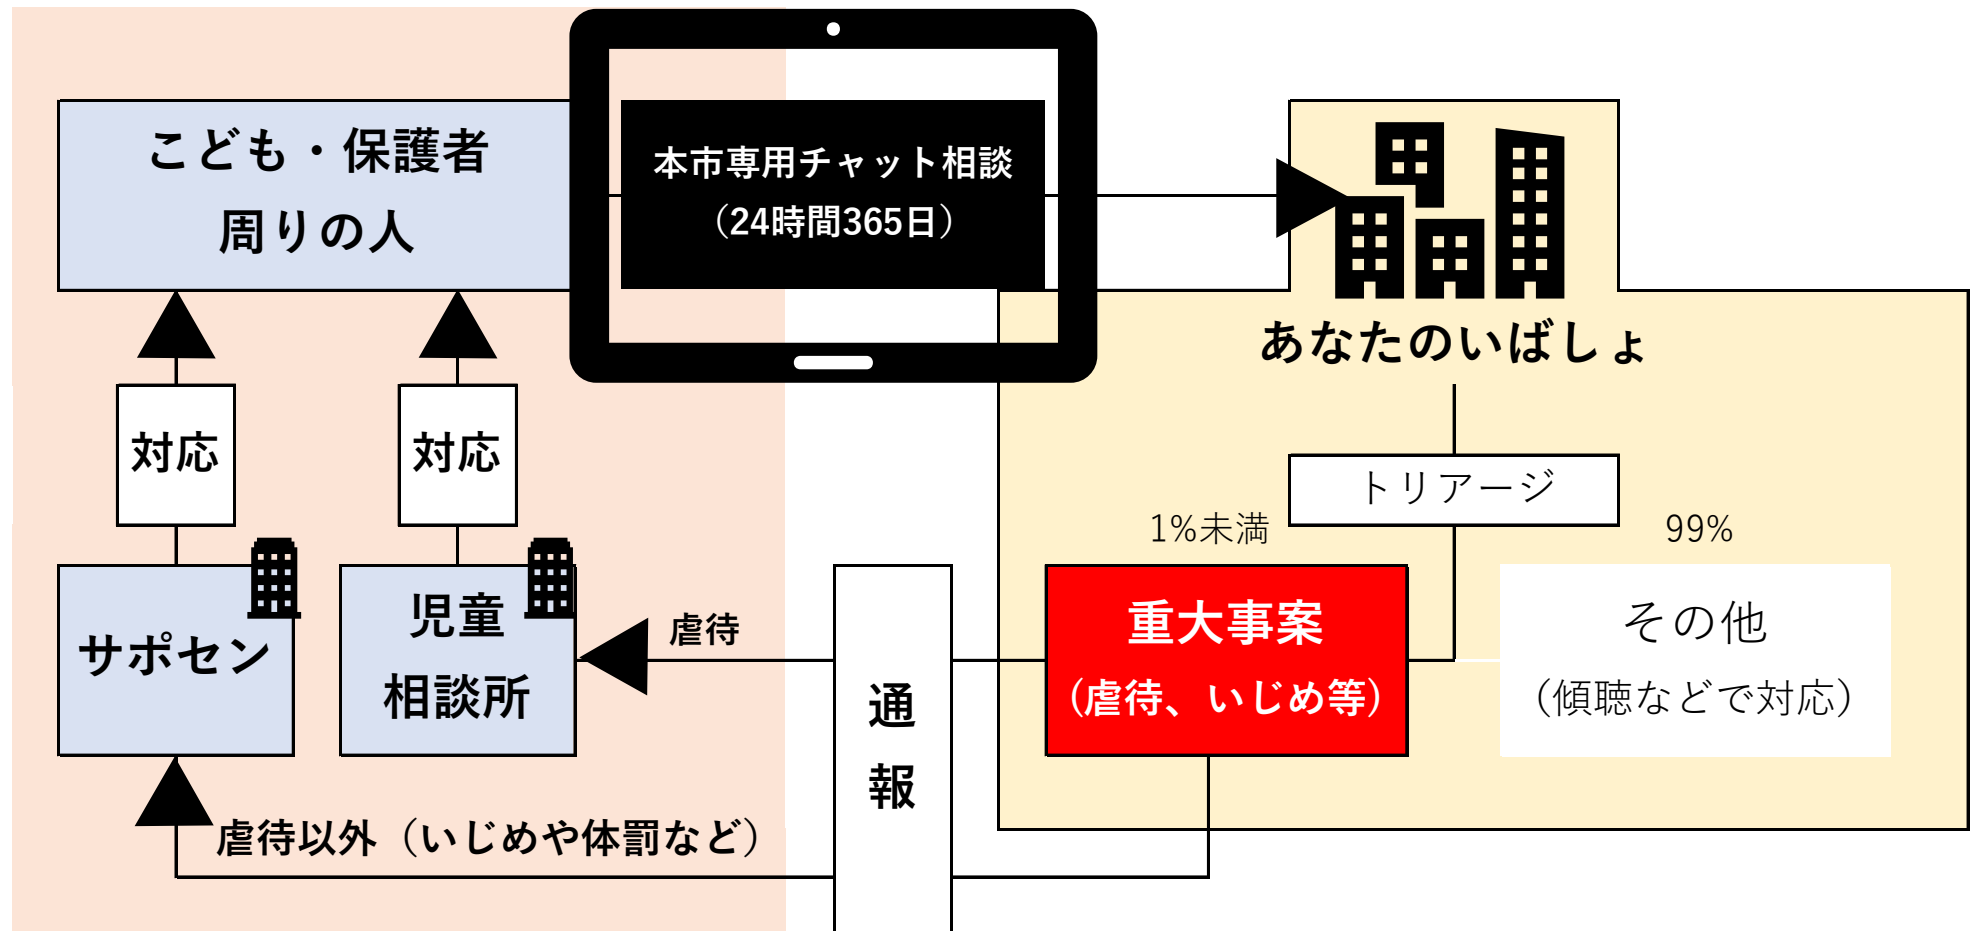 こども・保護者
周りの人
本市専用チャット相談
（24時間365日）
あなたのいばしょ
対応
対応
トリアージ
1%未満
99%
サポセン
児童
相談所
虐待
通
報
重大事案
（虐待、いじめ等）
その他
（傾聴などで対応）
虐待以外（いじめや体罰など）